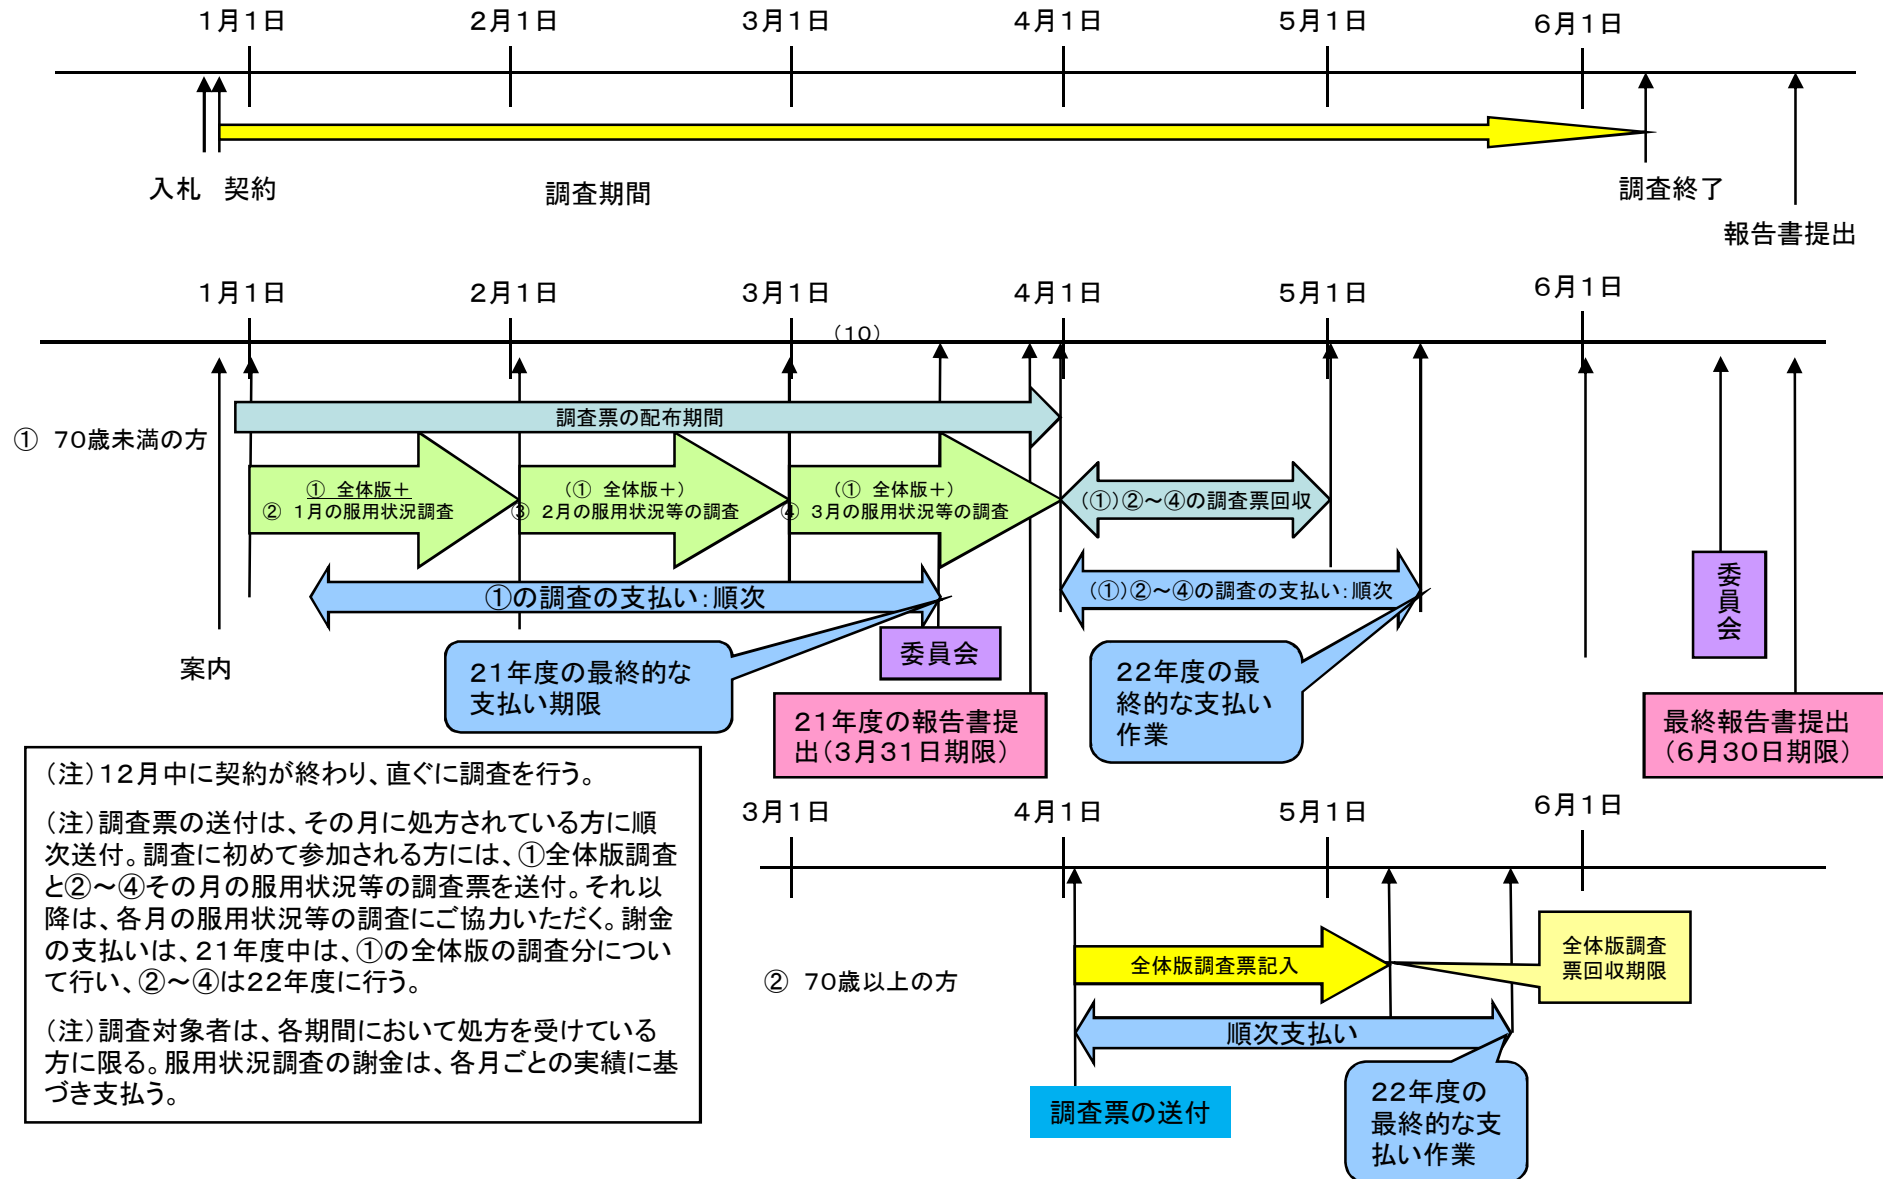 1月1日
2月1日
3月1日
4月1日
5月1日
6月1日
入札
契約
調査期間
調査終了
報告書提出
1月1日
2月1日
3月1日
4月1日
5月1日
6月1日
(10)
調査票の配布期間
① 70歳未満の方
① 全体版+
② 1月の服用状況調査
(① 全体版+)
③ 2月の服用状況等の調査
(① 全体版+)
④ 3月の服用状況等の調査
(①)②~④の調査票回収
①の調査の支払い:順次
(①)②~④の調査の支払い:順次
案内
21年度の最終的な
支払い期限
委員会
21年度の報告書提
出(3月31日期限)
22年度の最
終的な支払い
作業
委員会
最終報告書提出
(6月30日期限)
(注)12月中に契約が終わり、直ぐに調査を行う。
(注)調査票の送付は、その月に処方されている方に順
次送付。調査に初めて参加される方には、①全体版調査
と②~④その月の服用状況等の調査票を送付。それ以
降は、各月の服用状況等の調査にご協力いただく。謝金
の支払いは、21年度中は、①の全体版の調査分につい
て行い、②~④は22年度に行う。
(注)調査対象者は、各期間において処方を受けている
方に限る。服用状況調査の謝金は、各月ごとの実績に基
づき支払う。
3月1日
4月1日
5月1日
6月1日
② 70歳以上の方
全体版調査票記入
全体版調査
票回収期限
順次支払い
調査票の送付
22年度の
最終的な支
払い作業